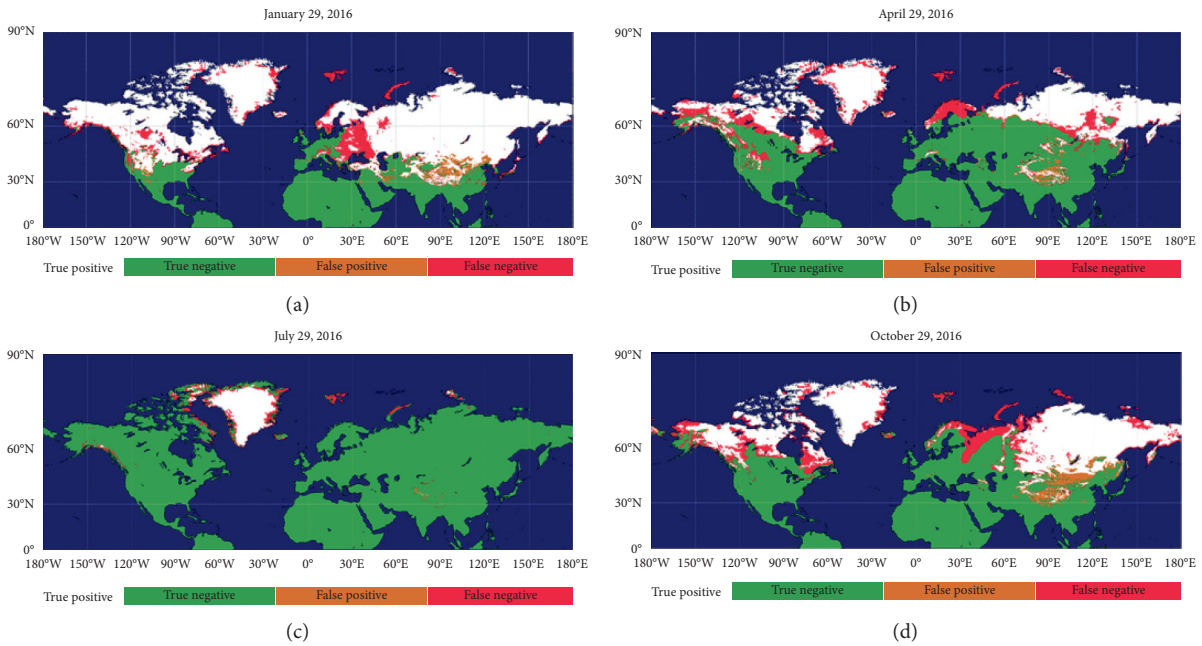 January 29, 2016
90°N
60°N
30°N
0°
180°W 150°W 120°W 90°W 60°W 30°W 0° 30°E 60°E 90°E 120°E 150°E 180°E
True positive True negative False positive False negative
(a)
April 29, 2016
90°N
60°N
30°N
0°
180°W 150°W 120°W 90°W 60°W 30°W 0° 30°E 60°E 90°E 120°E 150°E 180°E
True positive True negative False positive False negative
(b)
July 29, 2016
90°N
60°N
30°N
0°
180°W 150°W 120°W 90°W 60°W 30°W 0° 30°E 60°E 90°E 120°E 150°E 180°E
True positive True negative False positive False negative
(c)
October 29, 2016
90°N
60°N
30°N
0°
180°W 150°W 120°W 90°W 60°W 30°W 0° 30°E 60°E 90°E 120°E 150°E 180°E
True positive True negative False positive False negative
(d)